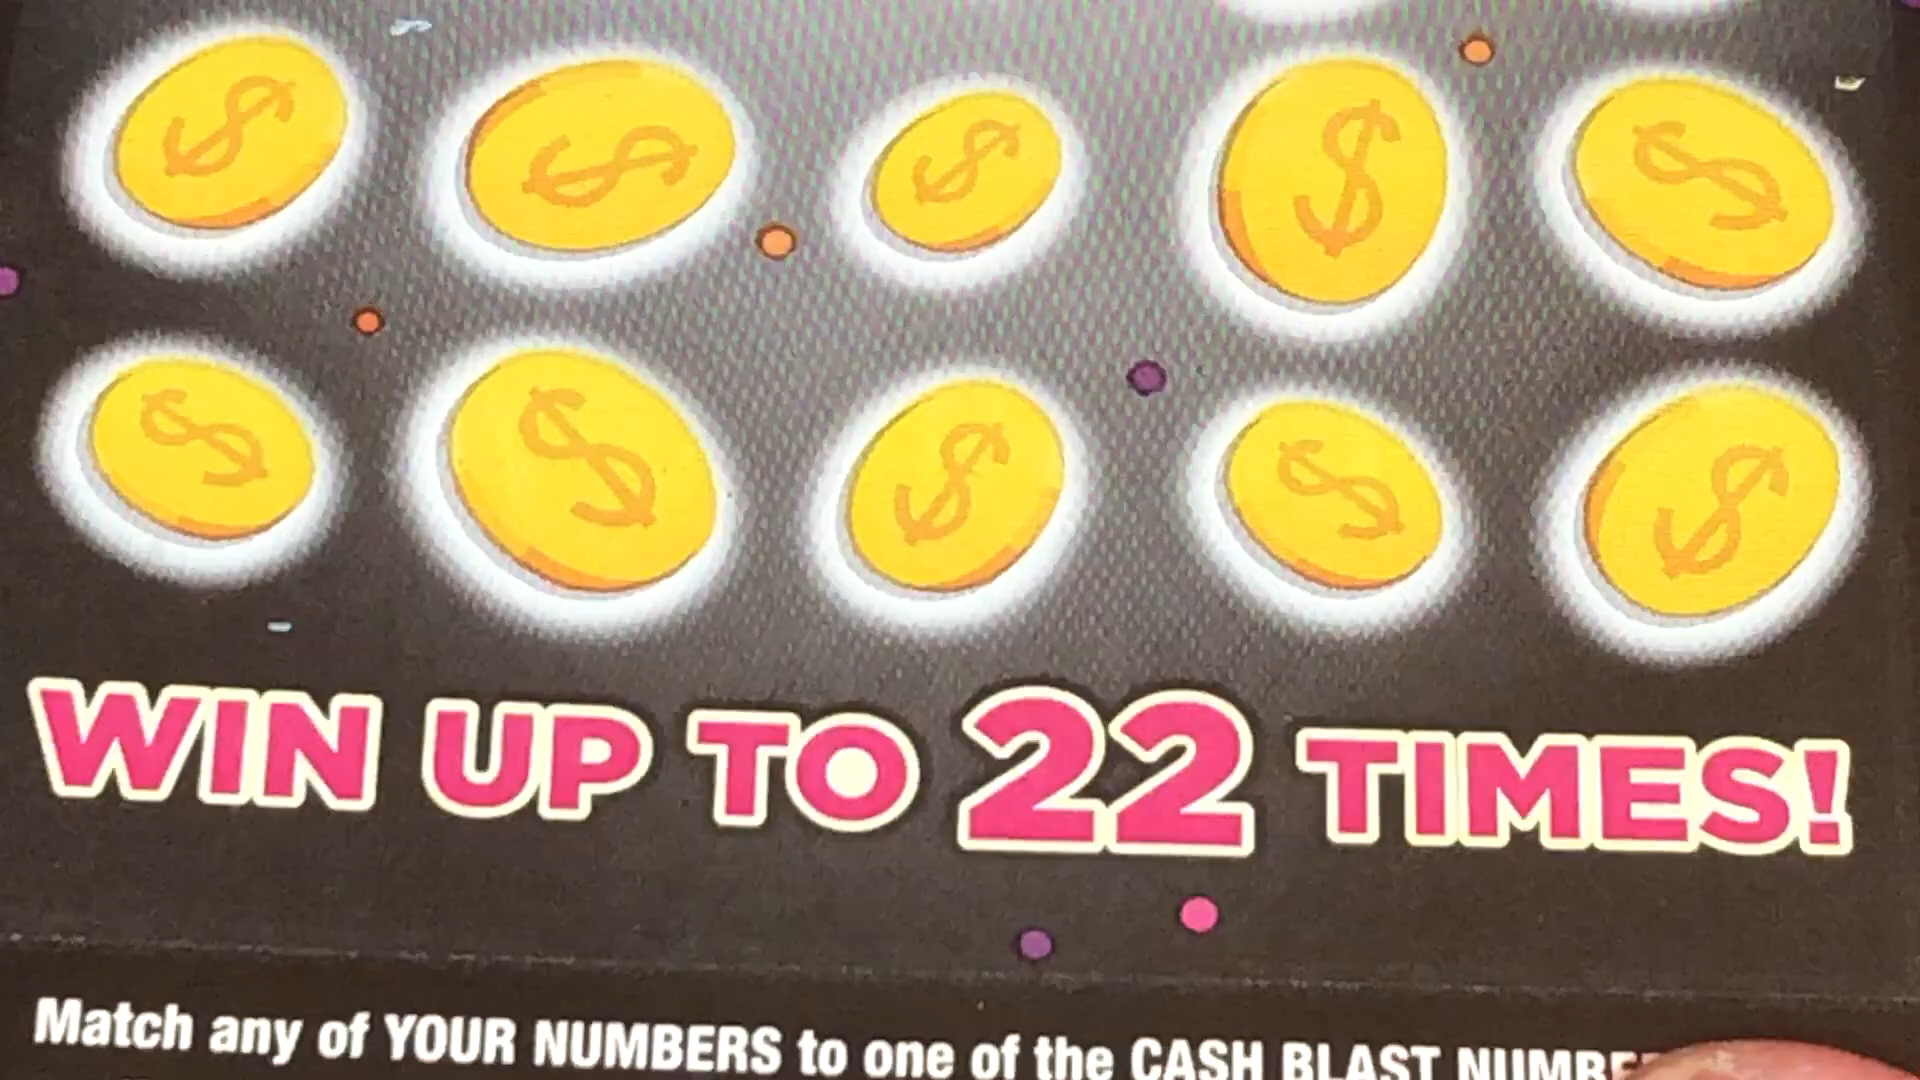 WIN UP TO 22 TIMES!
Match any of YOUR NUMBERS to one of the CASH BLAST